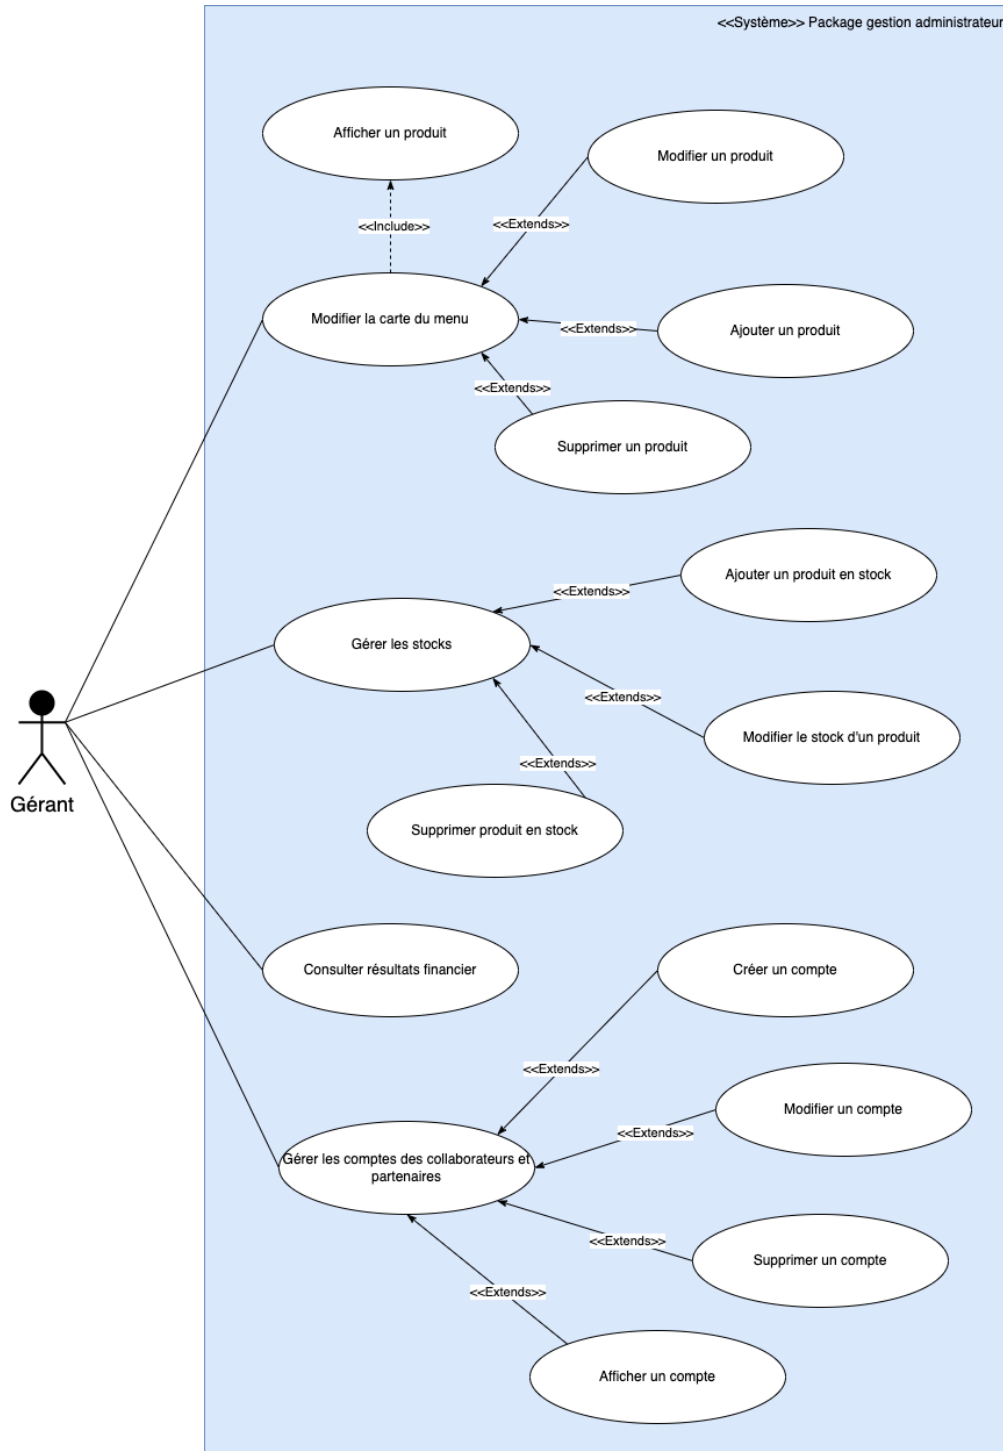 <<Système>> Package gestion administrateur
Afficher un produit
Modifier un produit
<<Extends>>
<<Include>>
Modifier la carte du menu
<<Extends>>
Ajouter un produit
<<Extends>>
Supprimer un produit
Ajouter un produit en stock
<<Extends>>
Gérer les stocks
<<Extends>>
Modifier le stock d'un produit
<<Extends>>
Gérant
Supprimer produit en stock
Consulter résultats financier
Créer un compte
<<Extends>>
Modifier un compte
<<Extends>>
Gérer les comptes des collaborateurs et
partenaires
<<Extends>>
Supprimer un compte
<<Extends>>
Afficher un compte